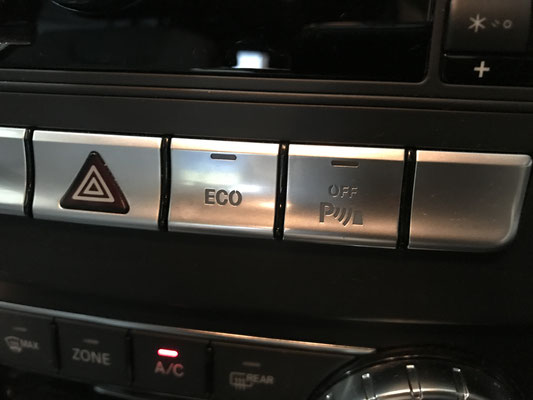 +
ECO
OFF
P
MAX
ZONE
A/C
REAR